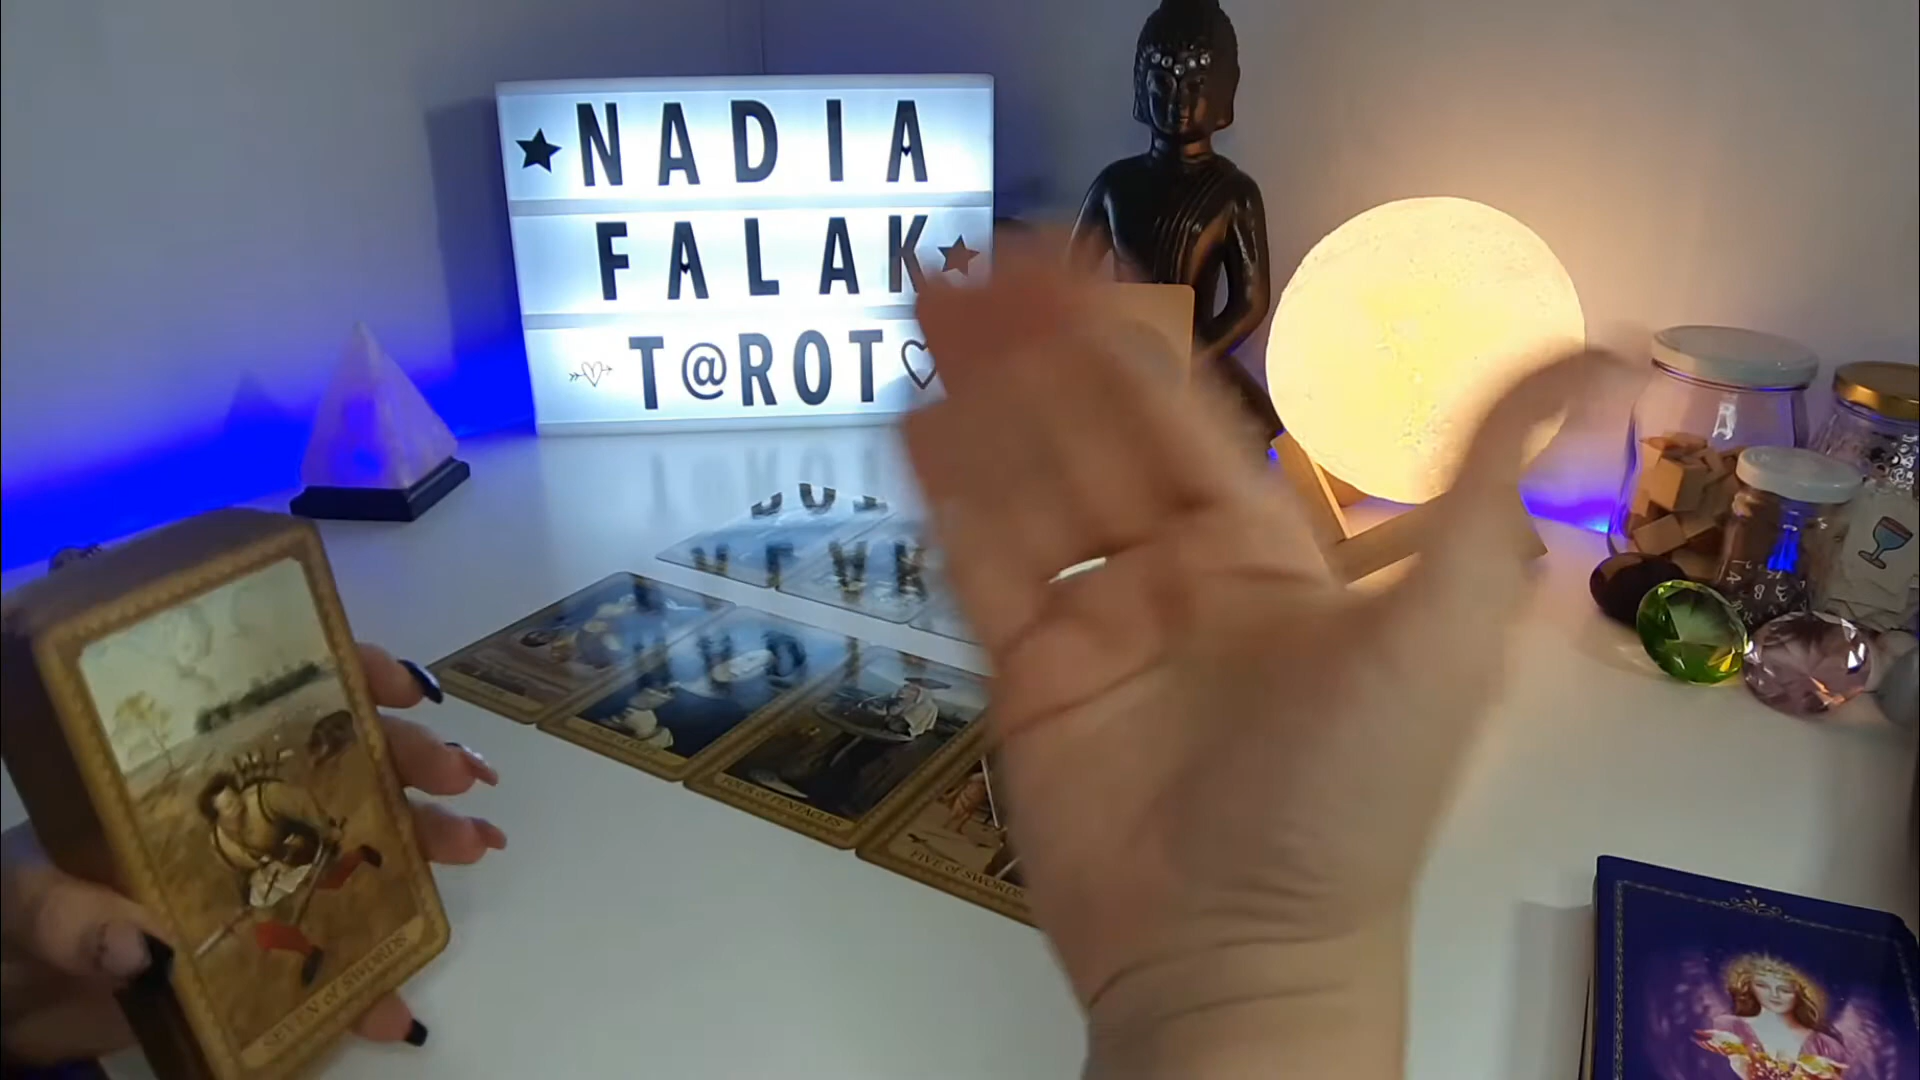 NADIA
FALAK
T@ROT
FOUR of PENTACLES
FIVE of SWORDS
SEVEN of SWORDS